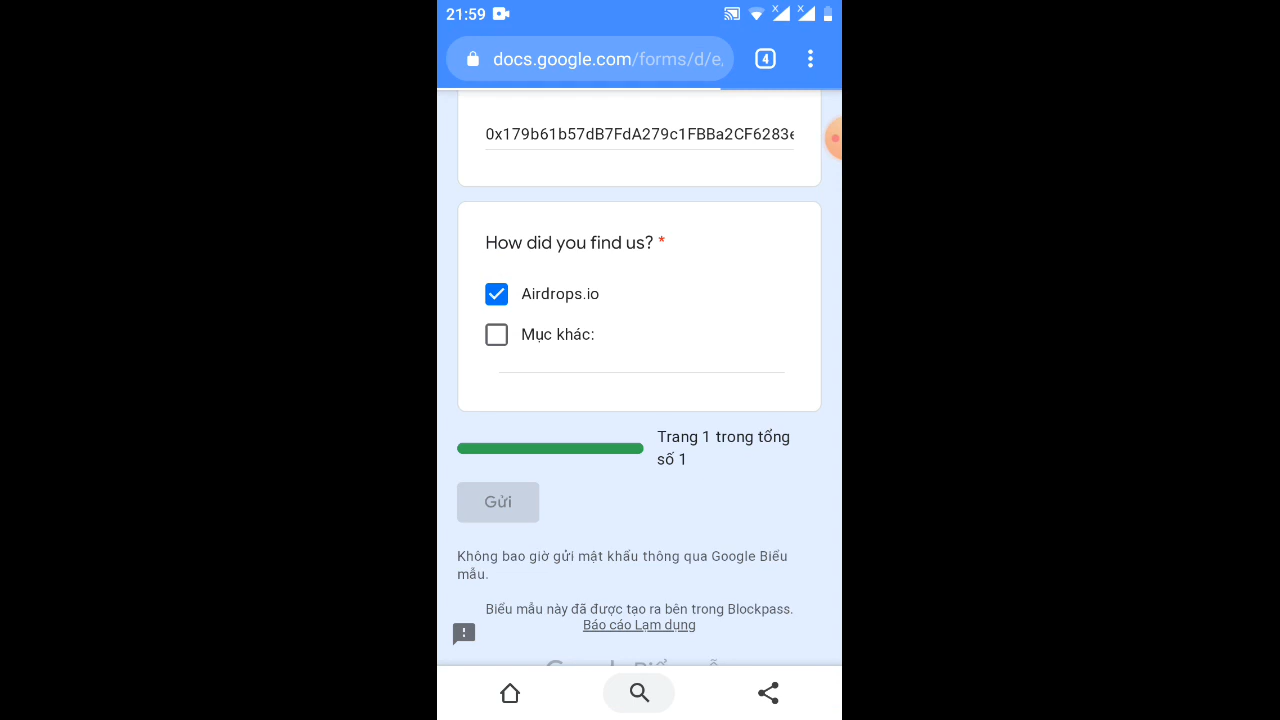 21:59
docs.google.com/forms/d/e
4
0x179b61b57dB7FdA279c1FBBa2CF6283
How did you find us? *
Airdrops.io
Mục khác:
Trang 1 trong tổng
số 1
Gửi
Không bao giờ gửi mật khẩu thông qua Google Biểu
mẫu.
Biểu mẫu này đã được tạo ra bên trong Blockpass.
Báo cáo Lạm dụng